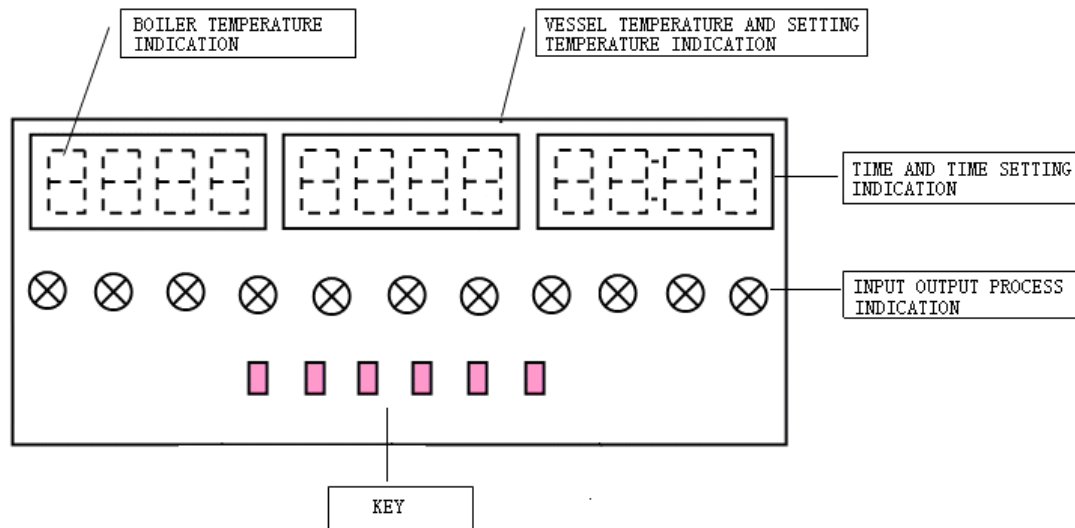 BOILER TEMPERATURE
INDICATION
VESSEL TEMPERATURE AND SETTING
TEMPERATURE INDICATION
TIME AND TIME SETTING
INDICATION
INPUT OUTPUT PROCESS
INDICATION
KEY